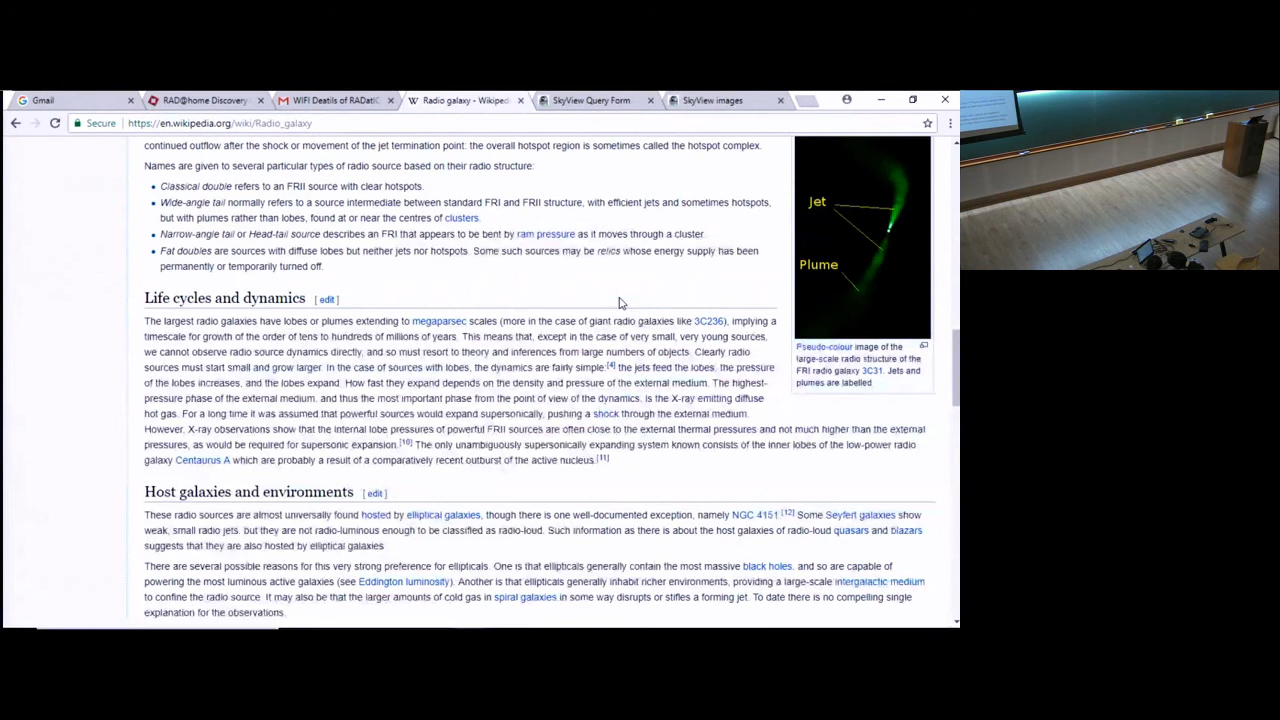 Gmail
RAD@home Discovery
WIFI Deatils of RADatIC
Radio galaxy - Wikiped
SkyView Query Form
SkyView images
Secure
https://en.wikipedia.org/wiki/Radio_galaxy
continued outflow after the shock or movement of the jet termination point: the overall hotspot region is sometimes called the hotspot complex.
Names are given to several particular types of radio source based on their radio structure:
• Classical double refers to an FRII source with clear hotspots.
• Wide-angle tail normally refers to a source intermediate between standard FRI and FRII structure, with efficient jets and sometimes hotspots,
but with plumes rather than lobes, found at or near the centres of clusters.
• Narrow-angle tail or Head-tail source describes an FRI that appears to be bent by ram pressure as it moves through a cluster.
• Fat doubles are sources with diffuse lobes but neither jets nor hotspots. Some such sources may be relics whose energy supply has been
permanently or temporarily turned off.
Jet
Plume
Pseudo-colour image of the
large-scale radio structure of the
FRI radio galaxy 3C31. Jets and
plumes are labelled
Life cycles and dynamics [ edit ]
The largest radio galaxies have lobes or plumes extending to megaparsec scales (more in the case of giant radio galaxies like 3C236), implying a
timescale for growth of the order of tens to hundreds of millions of years. This means that, except in the case of very small, very young sources,
we cannot observe radio source dynamics directly, and so must resort to theory and inferences from large numbers of objects. Clearly radio
sources must start small and grow larger. In the case of sources with lobes, the dynamics are fairly simple:[4] the jets feed the lobes, the pressure
of the lobes increases, and the lobes expand. How fast they expand depends on the density and pressure of the external medium. The highest-
pressure phase of the external medium, and thus the most important phase from the point of view of the dynamics, is the X-ray emitting diffuse
hot gas. For a long time it was assumed that powerful sources would expand supersonically, pushing a shock through the external medium.
However, X-ray observations show that the internal lobe pressures of powerful FRII sources are often close to the external thermal pressures and not much higher than the external
pressures, as would be required for supersonic expansion.[10] The only unambiguously supersonically expanding system known consists of the inner lobes of the low-power radio
galaxy Centaurus A which are probably a result of a comparatively recent outburst of the active nucleus.[11]
Host galaxies and environments [ edit ]
These radio sources are almost universally found hosted by elliptical galaxies, though there is one well-documented exception, namely NGC 4151.[12] Some Seyfert galaxies show
weak, small radio jets, but they are not radio-luminous enough to be classified as radio-loud. Such information as there is about the host galaxies of radio-loud quasars and blazars
suggests that they are also hosted by elliptical galaxies
There are several possible reasons for this very strong preference for ellipticals. One is that ellipticals generally contain the most massive black holes, and so are capable of
powering the most luminous active galaxies (see Eddington luminosity). Another is that ellipticals generally inhabit richer environments, providing a large-scale intergalactic medium
to confine the radio source. It may also be that the larger amounts of cold gas in spiral galaxies in some way disrupts or stifles a forming jet. To date there is no compelling single
explanation for the observations.